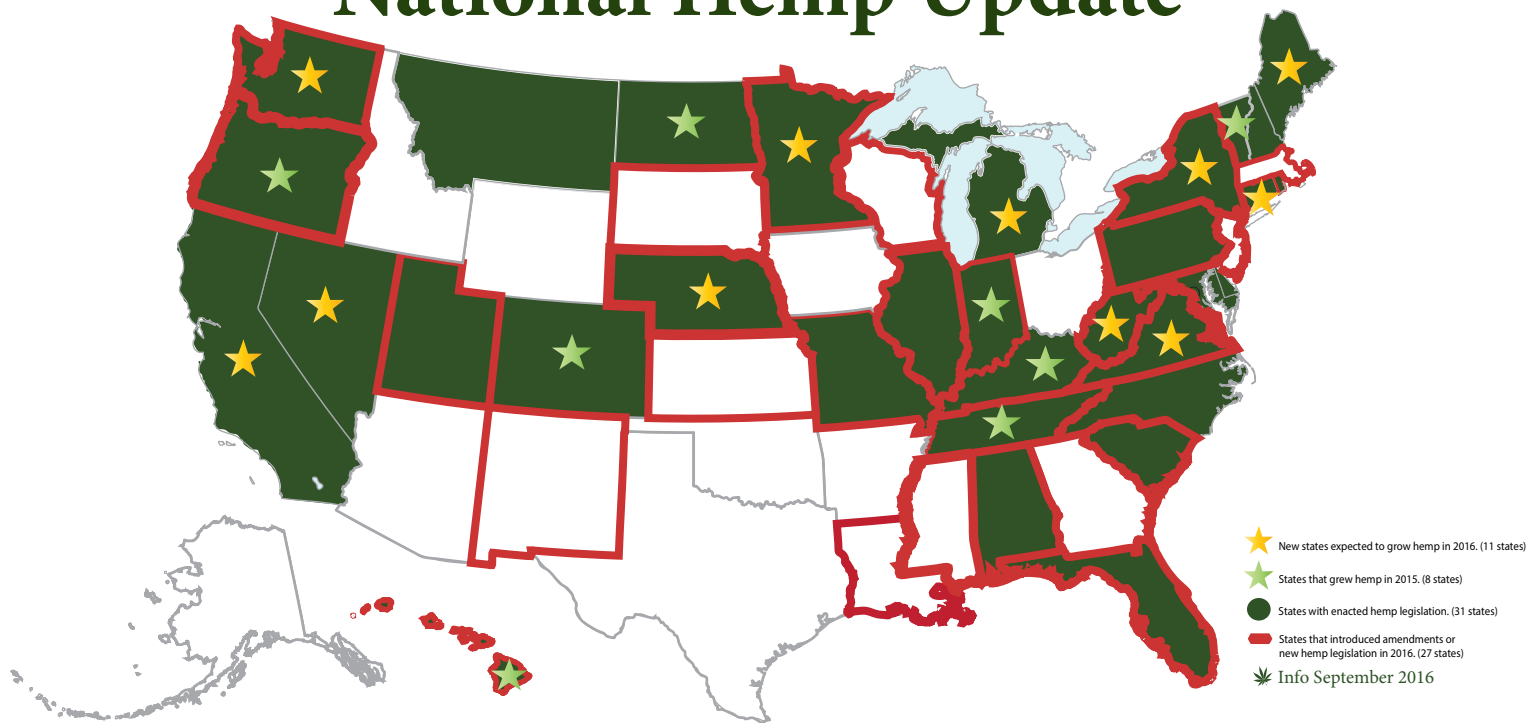 National Hemp Update
New states expected to grow hemp in 2016. (11 states)
States that grew hemp in 2015. (8 states)
States with enacted hemp legislation. (31 states)
States that introduced amendments or
new hemp legislation in 2016. (27 states)
Info September 2016